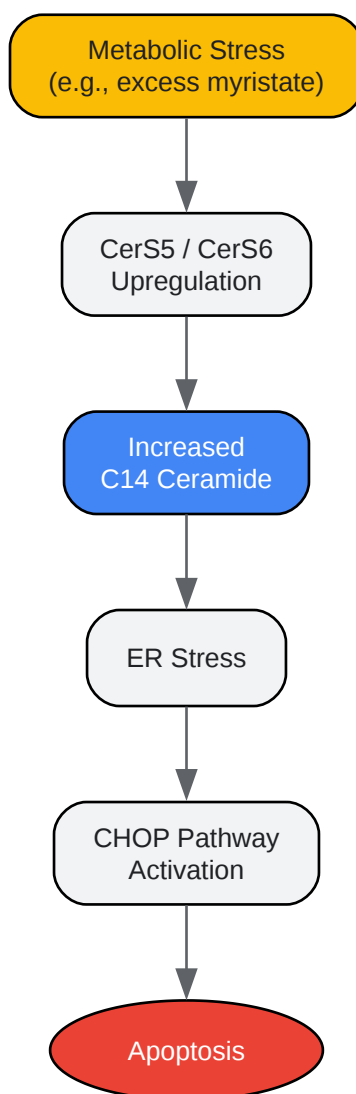 Metabolic Stress
(e.g., excess myristate)
CerS5 / CerS6
Upregulation
Increased
C14 Ceramide
ER Stress
CHOP Pathway
Activation
Apoptosis